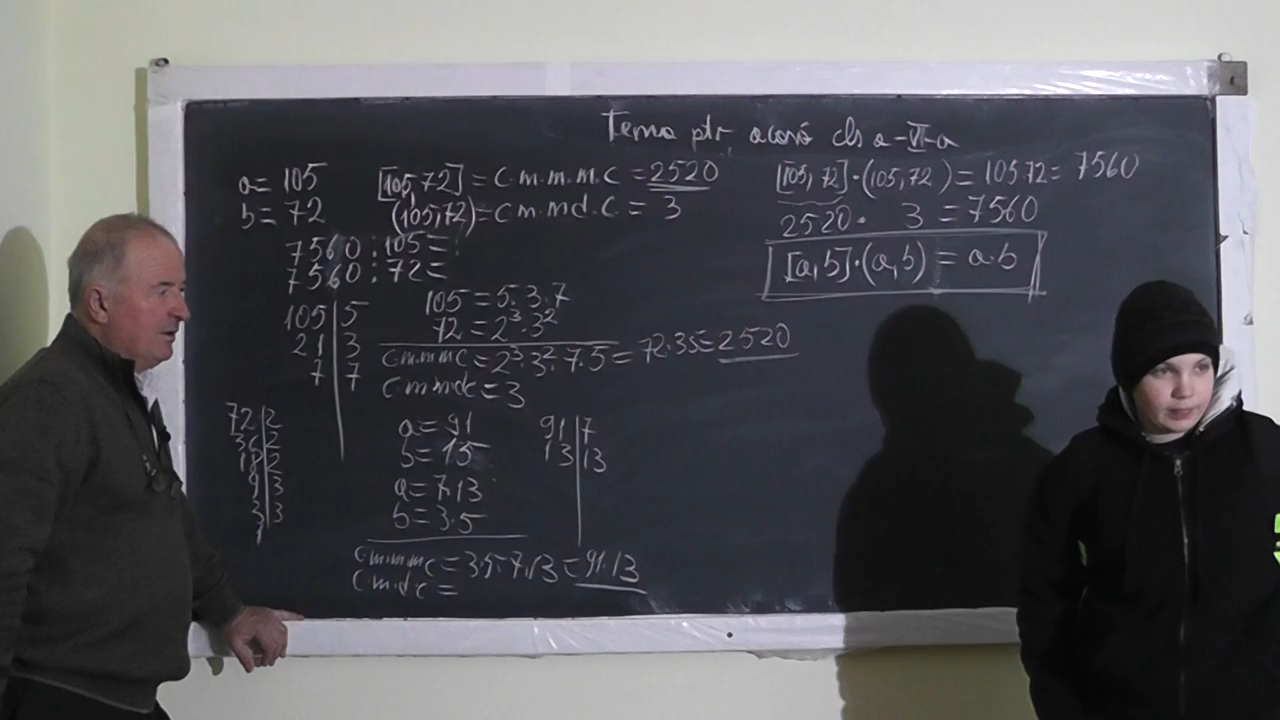 Tema ptr acasă cls a-VI-a
a= 105
b= 72
[105,72] = c.m.m.m.c = 2520
(105,72) = c.m.md.c. = 3
[105,72]·(105,72) = 105 72 = 7560
2520 · 3 = 7560
[a,b]·(a,b) = a·b
7560 : 105 = ?
7560 : 72 =
105 | 5
21 | 3
7 | 7
105 = 5·3·7
72 = 2³·3²
c.m.m.m.c = 2³·3²·7·5 = 72·35 = 2520
c.m.mdc = 3
72 | 2
36 | 2
18 | 2
9 | 3
3 | 3
1
a = 91
b = 15
a = 7·13
b = 3·5
91 | 7
13 | 13
c.m.m.m.c = 3·5·7·13 = 91·13
c.m.d.c =